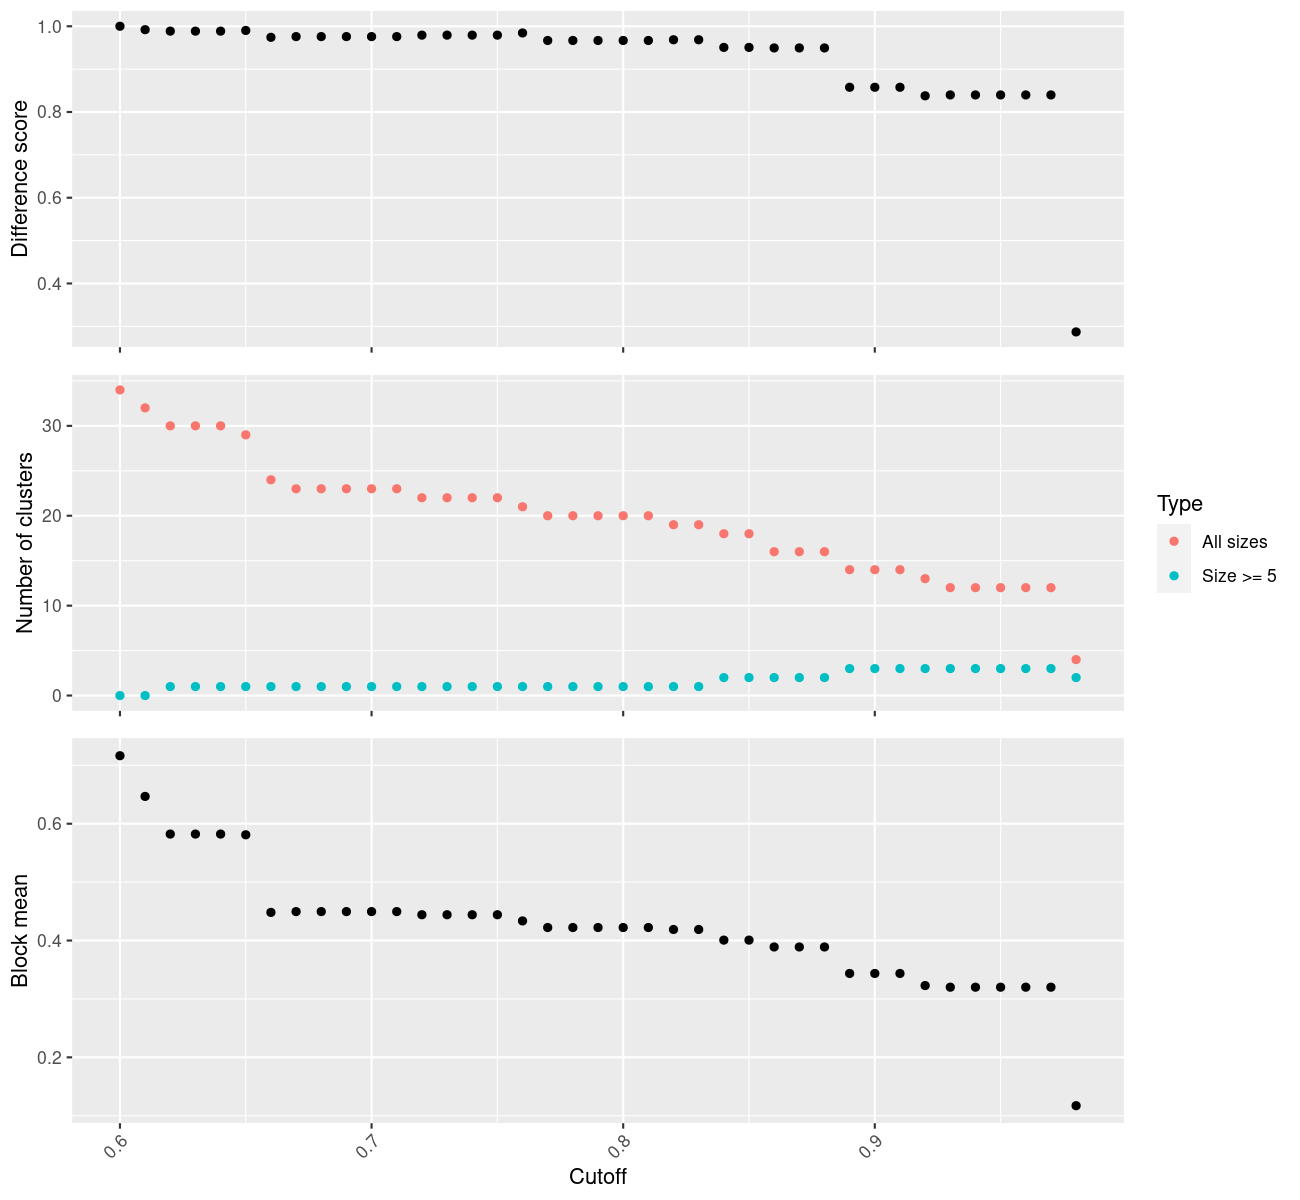 Difference score
1.0
0.8
0.6
0.4
Number of clusters
30
20
10
0
Type
All sizes
Size >= 5
Block mean
0.6
0.4
0.2
0.6
0.7
0.8
0.9
Cutoff